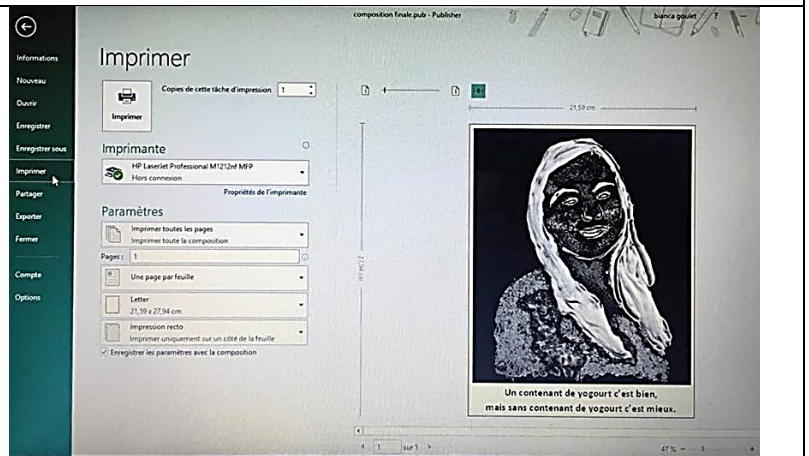 composition finale.pub - Publisher
bianca goulet ?
Informations
Nouveau
Ouvrir
Enregistrer
Enregistrer sous
Imprimer
Partager
Exporter
Fermer
Compte
Options
Imprimer
Imprimer
Copies de cette tâche d'impression 1
Imprimante
HP LaserJet Professional M1212nf MFP
Hors connexion
Propriétés de l'imprimante
Paramètres
Imprimer toutes les pages
Imprimer toute la composition
Pages : 1
Une page par feuille
Letter
21,59 x 27,94 cm
Impression recto
Imprimer uniquement sur un côté de la feuille
Enregistrer les paramètres avec la composition
21,59 cm
27,94 cm
Un contenant de yogourt c'est bien,
mais sans contenant de yogourt c'est mieux.
1 sur 1
47 %